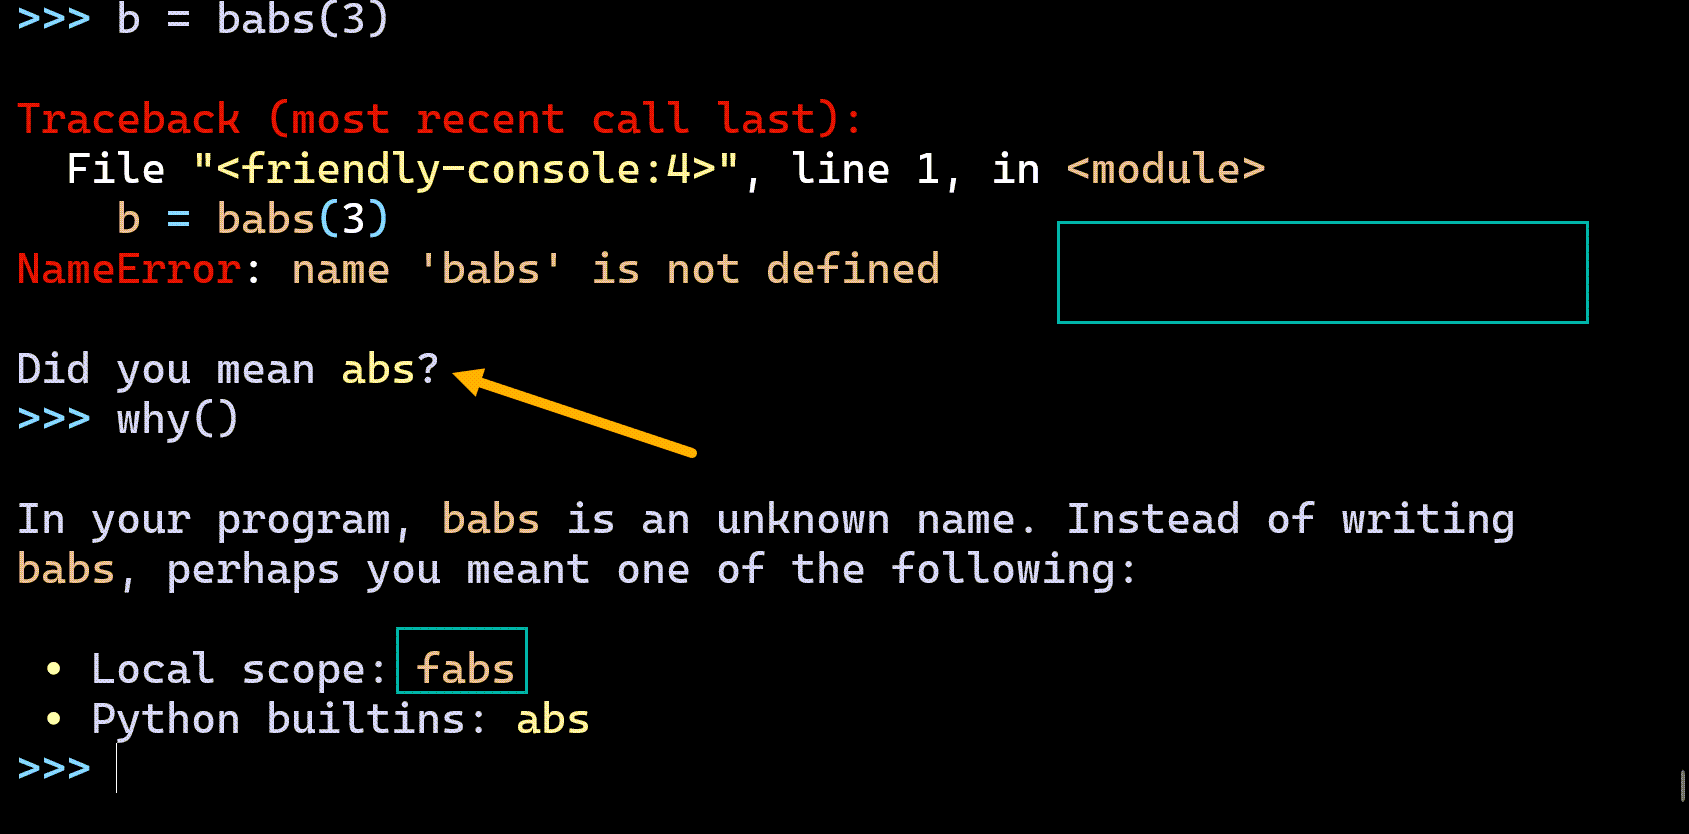 >>> b = babs(3)
Traceback (most recent call last):
  File "<friendly-console:4>", line 1, in <module>
    b = babs(3)
NameError: name 'babs' is not defined
Did you mean abs?
>>> why()
In your program, babs is an unknown name. Instead of writing
babs, perhaps you meant one of the following:
 • Local scope: fabs
 • Python builtins: abs
>>>